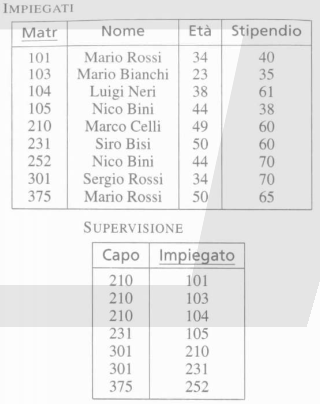 IMPIEGATI
Matr Nome Età Stipendio
101 Mario Rossi 34 40
103 Mario Bianchi 23 35
104 Luigi Neri 38 61
105 Nico Bini 44 38
210 Marco Celli 49 60
231 Siro Bisi 50 60
252 Nico Bini 44 70
301 Sergio Rossi 34 70
375 Mario Rossi 50 65
SUPERVISIONE
Capo Impiegato
210 101
210 103
210 104
231 105
301 210
301 231
375 252